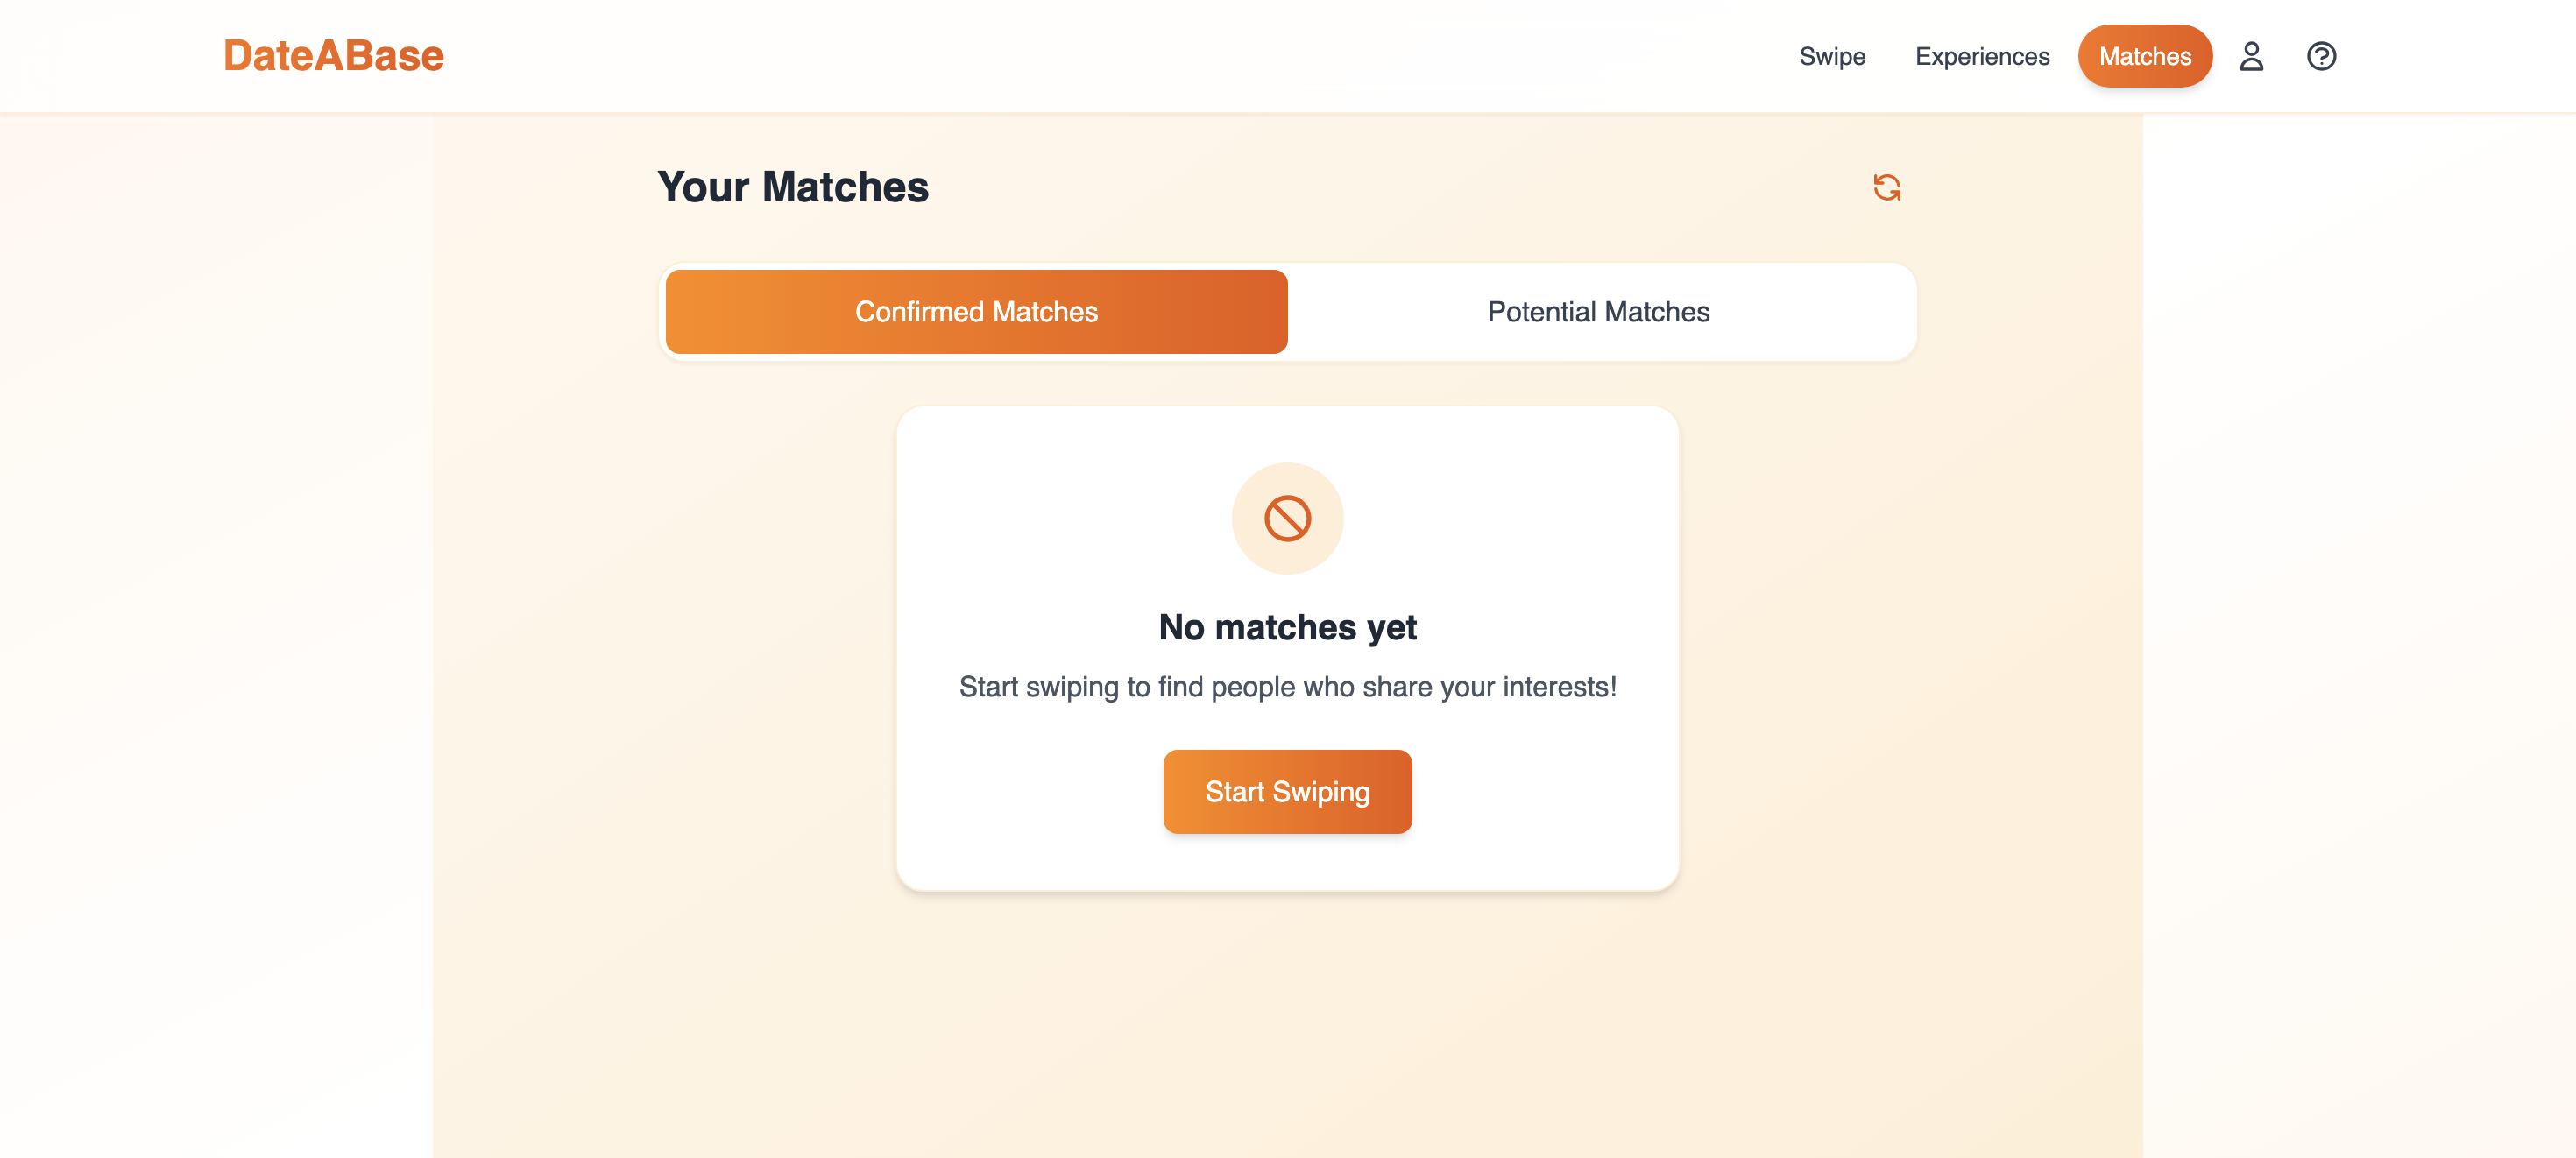 DateABase
Swipe
Experiences
Matches
Your Matches
Confirmed Matches
Potential Matches
No matches yet
Start swiping to find people who share your interests!
Start Swiping